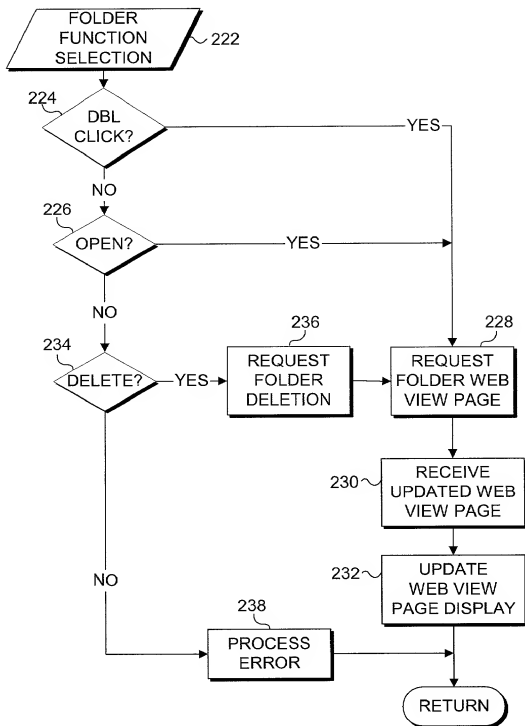 FOLDER
FUNCTION
SELECTION
222
224
DBL
CLICK?
YES
NO
226
OPEN?
YES
NO
234
DELETE?
YES
236
REQUEST
FOLDER
DELETION
228
REQUEST
FOLDER WEB
VIEW PAGE
230
RECEIVE
UPDATED WEB
VIEW PAGE
232
UPDATE
WEB VIEW
PAGE DISPLAY
NO
238
PROCESS
ERROR
RETURN